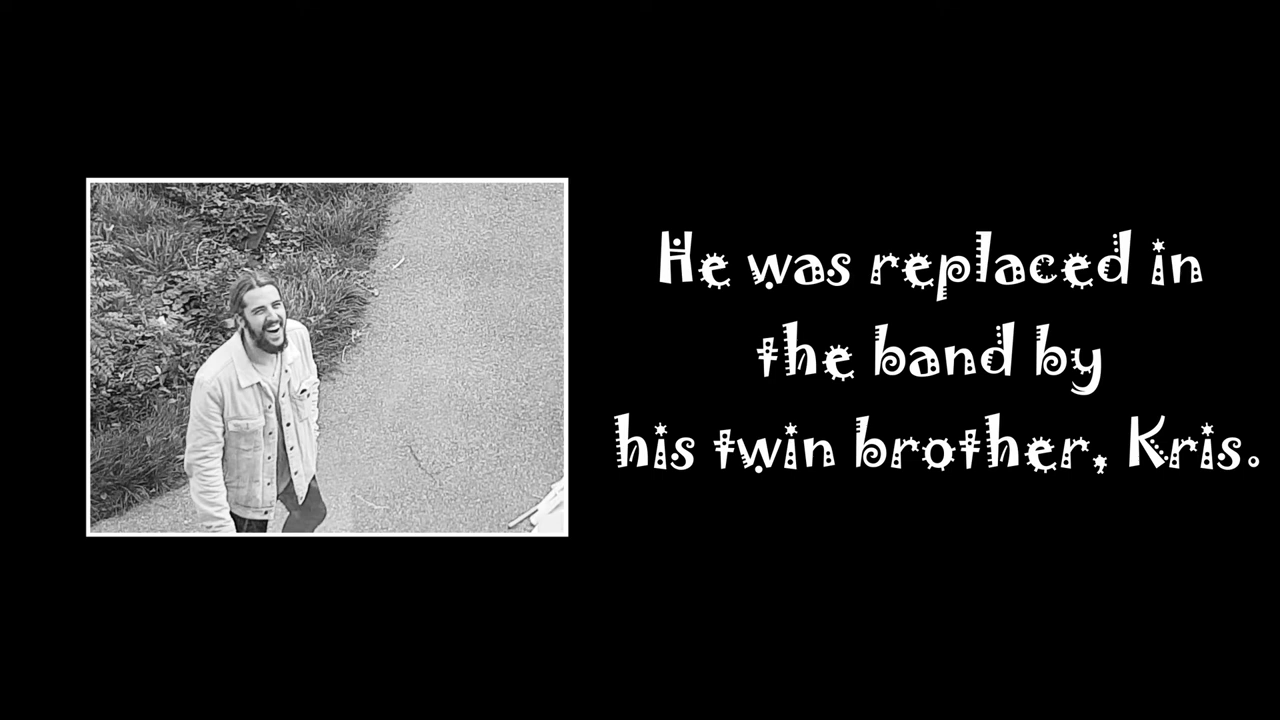 He was replaced in
the band by
his twin brother, Kris.